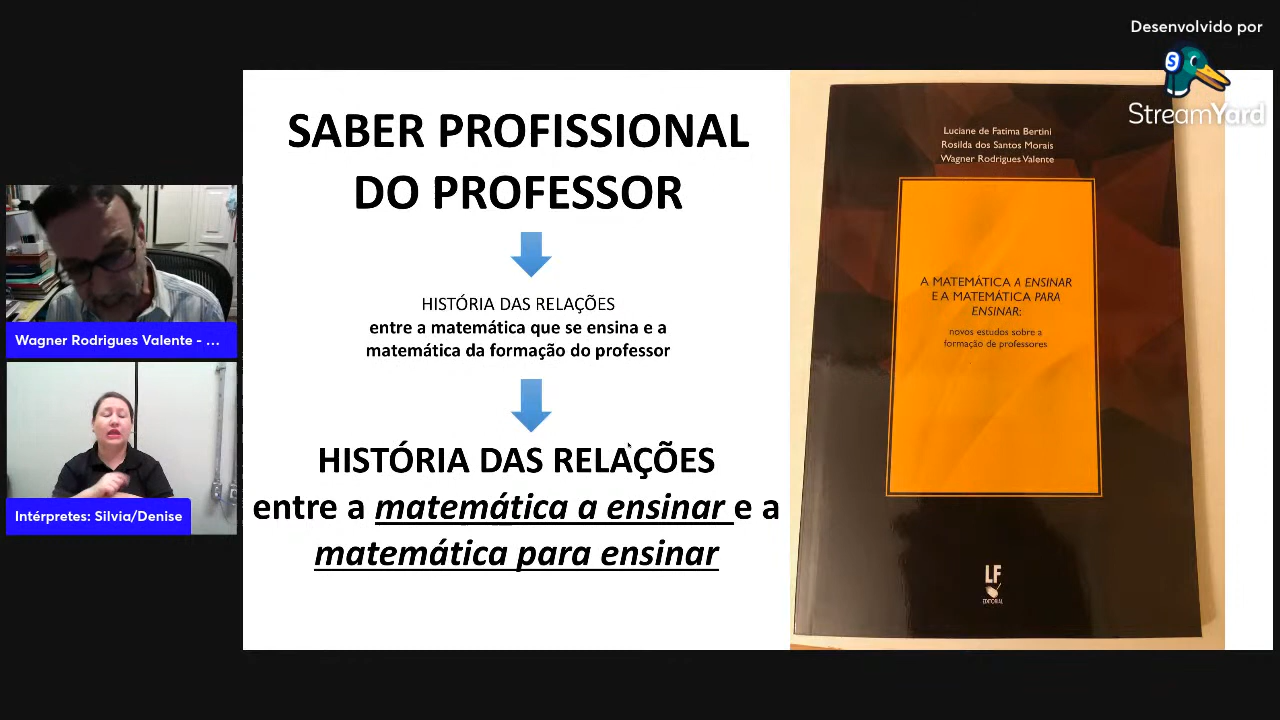 Desenvolvido por
StreamYard
SABER PROFISSIONAL
DO PROFESSOR
HISTÓRIA DAS RELAÇÕES
entre a matemática que se ensina e a
matemática da formação do professor
HISTÓRIA DAS RELAÇÕES
entre a matemática a ensinar e a
matemática para ensinar
Luciane de Fatima Bertini
Rosilda dos Santos Morais
Wagner Rodrigues Valente
A MATEMÁTICA A ENSINAR
E A MATEMÁTICA PARA
ENSINAR:
novos estudos sobre a
formação de professores
LF
EDITORIAL
Wagner Rodrigues Valente - ...
Intérpretes: Silvia/Denise